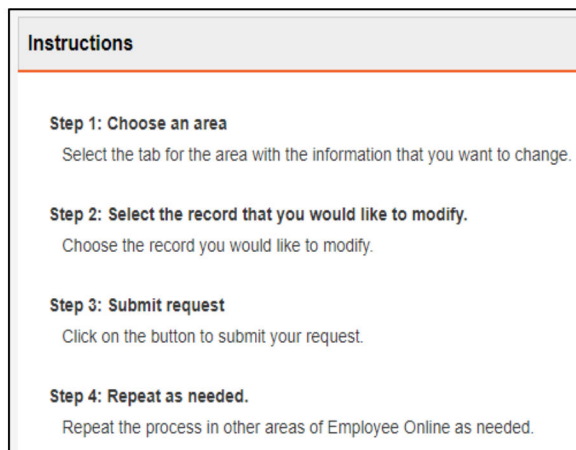 Instructions
Step 1: Choose an area
Select the tab for the area with the information that you want to change.
Step 2: Select the record that you would like to modify.
Choose the record you would like to modify.
Step 3: Submit request
Click on the button to submit your request.
Step 4: Repeat as needed.
Repeat the process in other areas of Employee Online as needed.